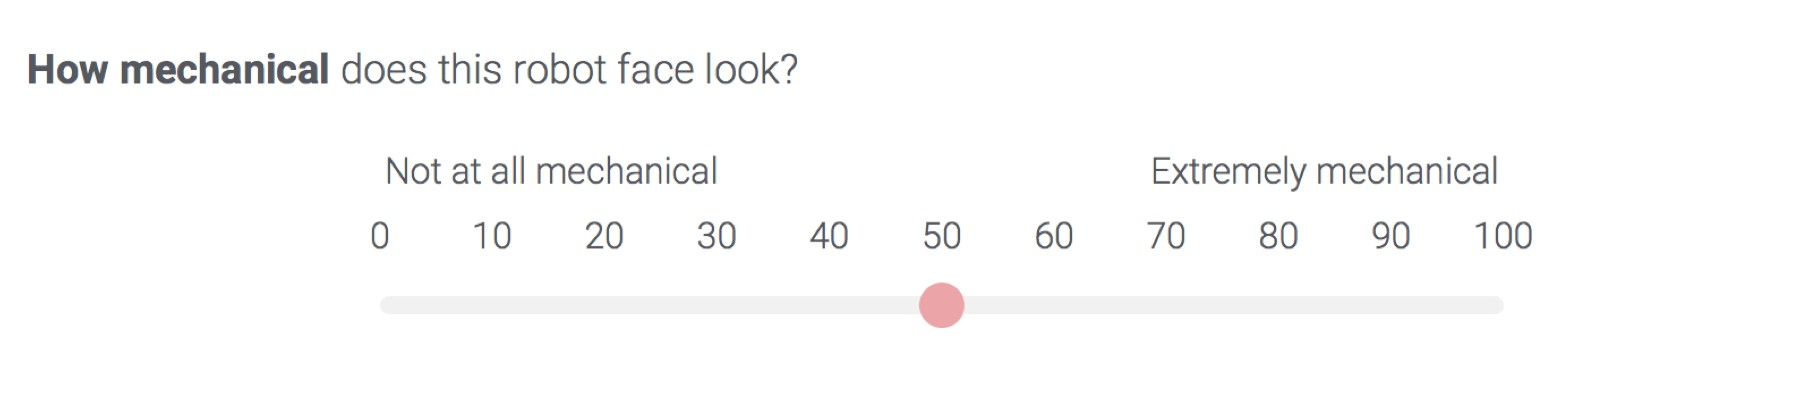 How mechanical does this robot face look?
Not at all mechanical Extremely mechanical
0 10 20 30 40 50 60 70 80 90 100